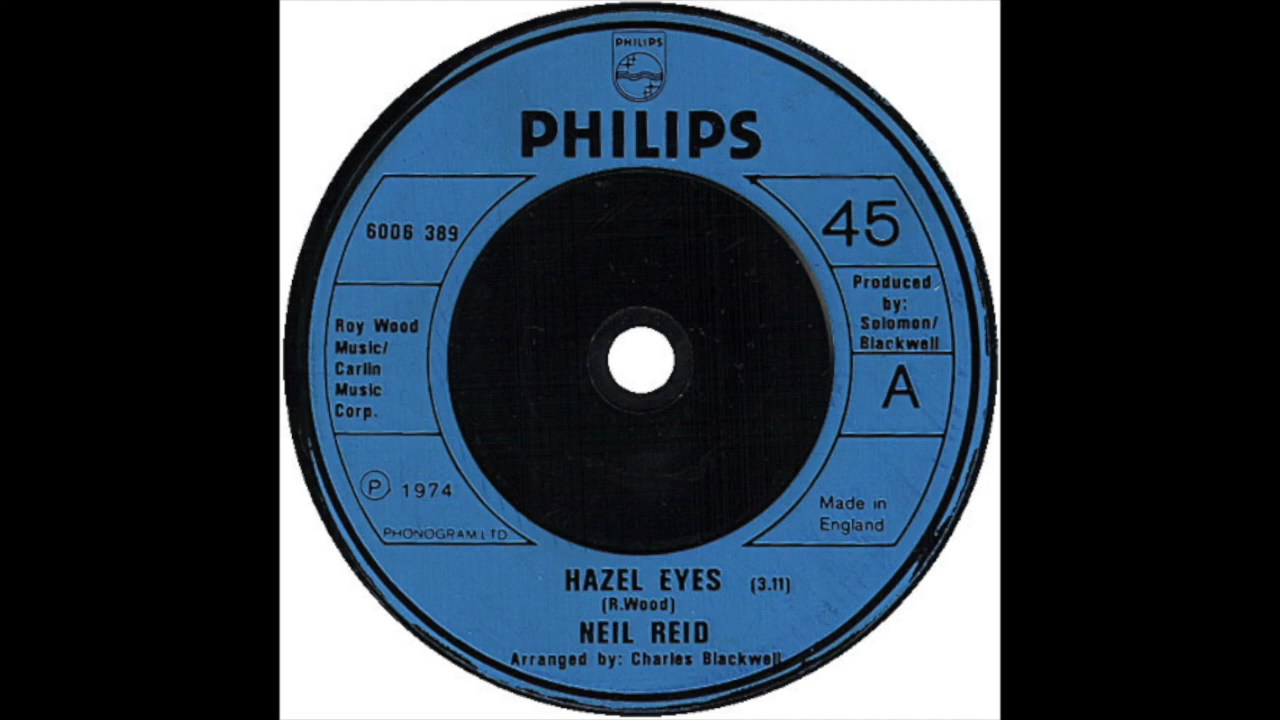 PHILIPS
PHILIPS
6006 389
45
Produced
by:
Solomon/
Blackwell
Roy Wood
Music/
Carlin
Music
Corp.
A
Ⓟ 1974
PHONOGRAM LTD
Made in
England
HAZEL EYES (3.11)
(R.Wood)
NEIL REID
Arranged by: Charles Blackwell